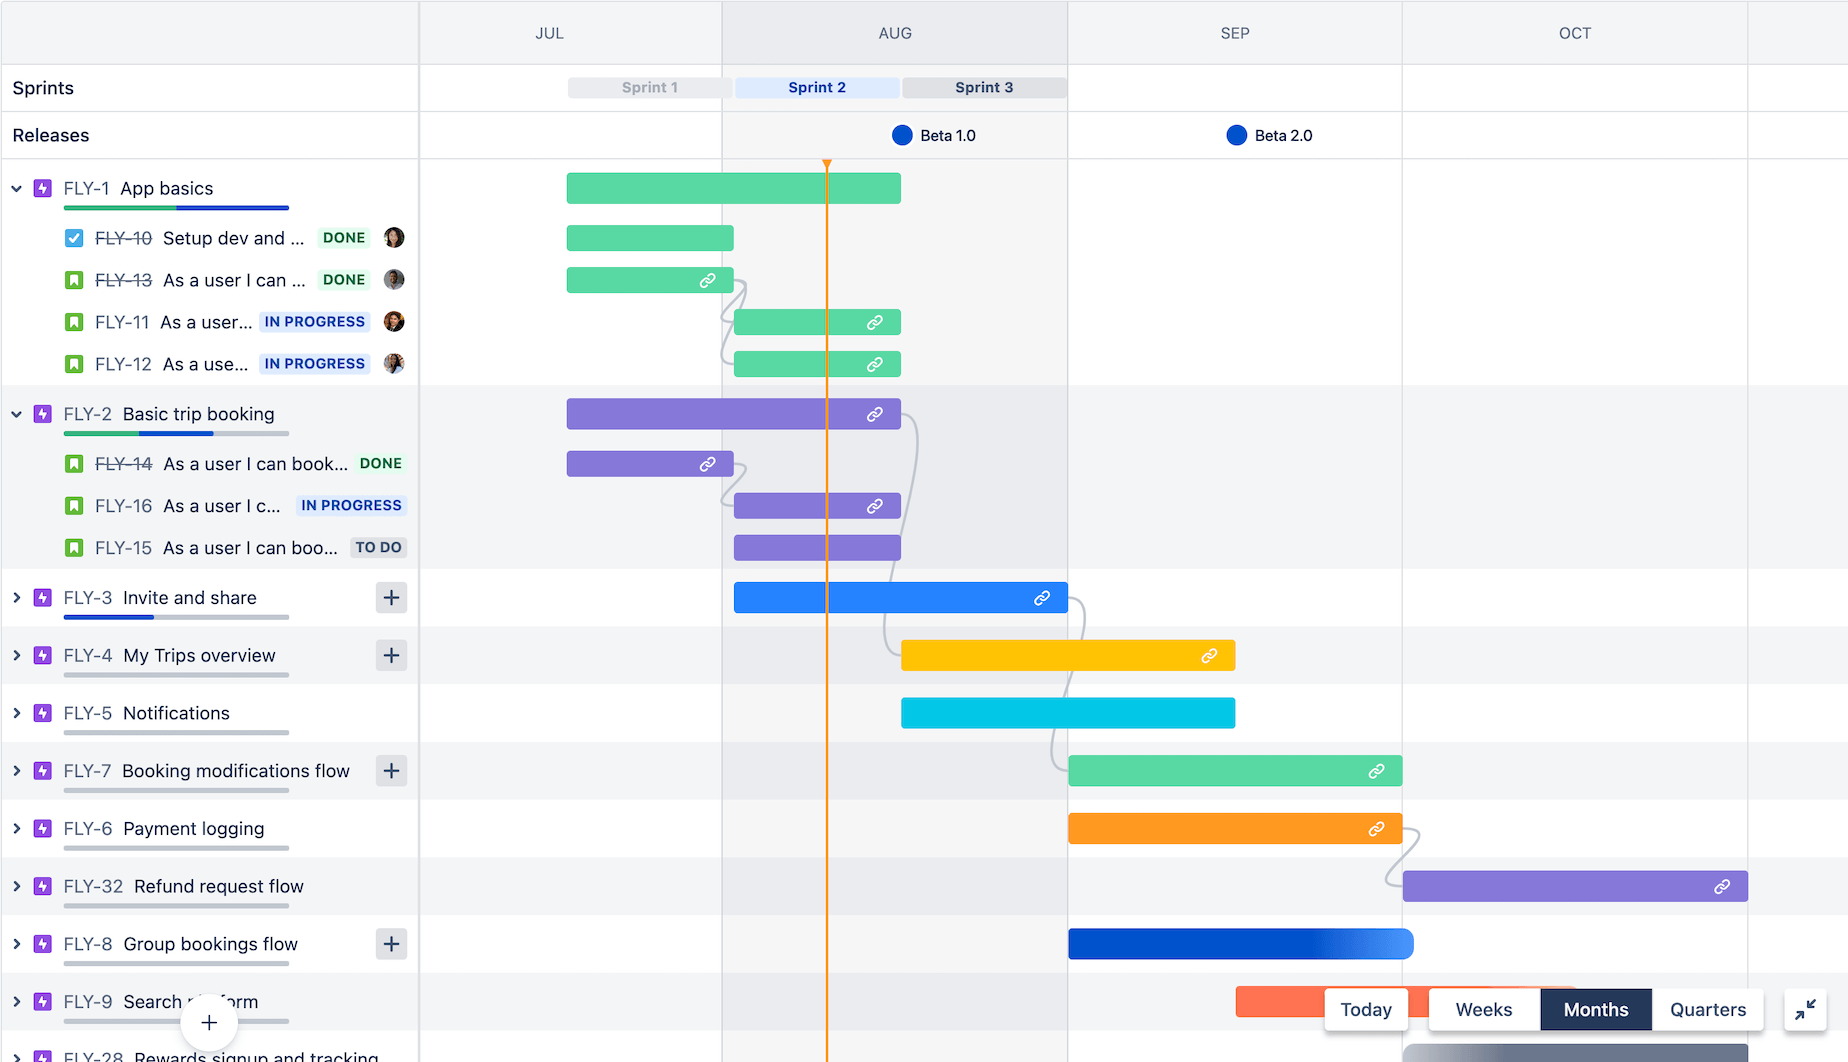 JUL AUG SEP OCT
Sprints Sprint 1 Sprint 2 Sprint 3
Releases Beta 1.0 Beta 2.0
FLY-1 App basics
FLY-10 Setup dev and ... DONE
FLY-13 As a user I can ... DONE
FLY-11 As a user... IN PROGRESS
FLY-12 As a use... IN PROGRESS
FLY-2 Basic trip booking
FLY-14 As a user I can book... DONE
FLY-16 As a user I c... IN PROGRESS
FLY-15 As a user I can boo... TO DO
FLY-3 Invite and share
FLY-4 My Trips overview
FLY-5 Notifications
FLY-7 Booking modifications flow
FLY-6 Payment logging
FLY-32 Refund request flow
FLY-8 Group bookings flow
FLY-9 Search
Today Weeks Months Quarters
FLY-28 Rewards signup and tracking